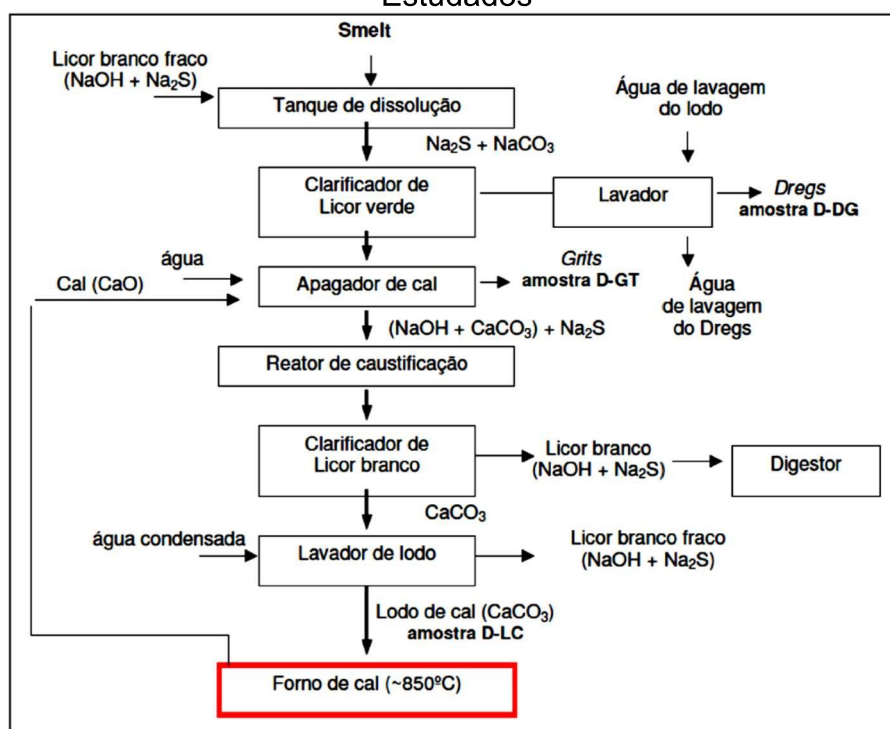 Estudados
Smelt
Licor branco fraco
(NaOH + Na₂S)
Tanque de dissolução
Água de lavagem
do lodo
Na₂S + NaCO₃
Clarificador de
Licor verde
Lavador
Dregs
amostra D-DG
água
Cal (CaO)
Apagador de cal
Grits
amostra D-GT
Água
de lavagem
do Dregs
(NaOH + CaCO₃) + Na₂S
Reator de caustificação
Clarificador de
Licor branco
Licor branco
(NaOH + Na₂S)
Digestor
CaCO₃
água condensada
Lavador de lodo
Licor branco fraco
(NaOH + Na₂S)
Lodo de cal (CaCO₃)
amostra D-LC
Forno de cal (~850ºC)